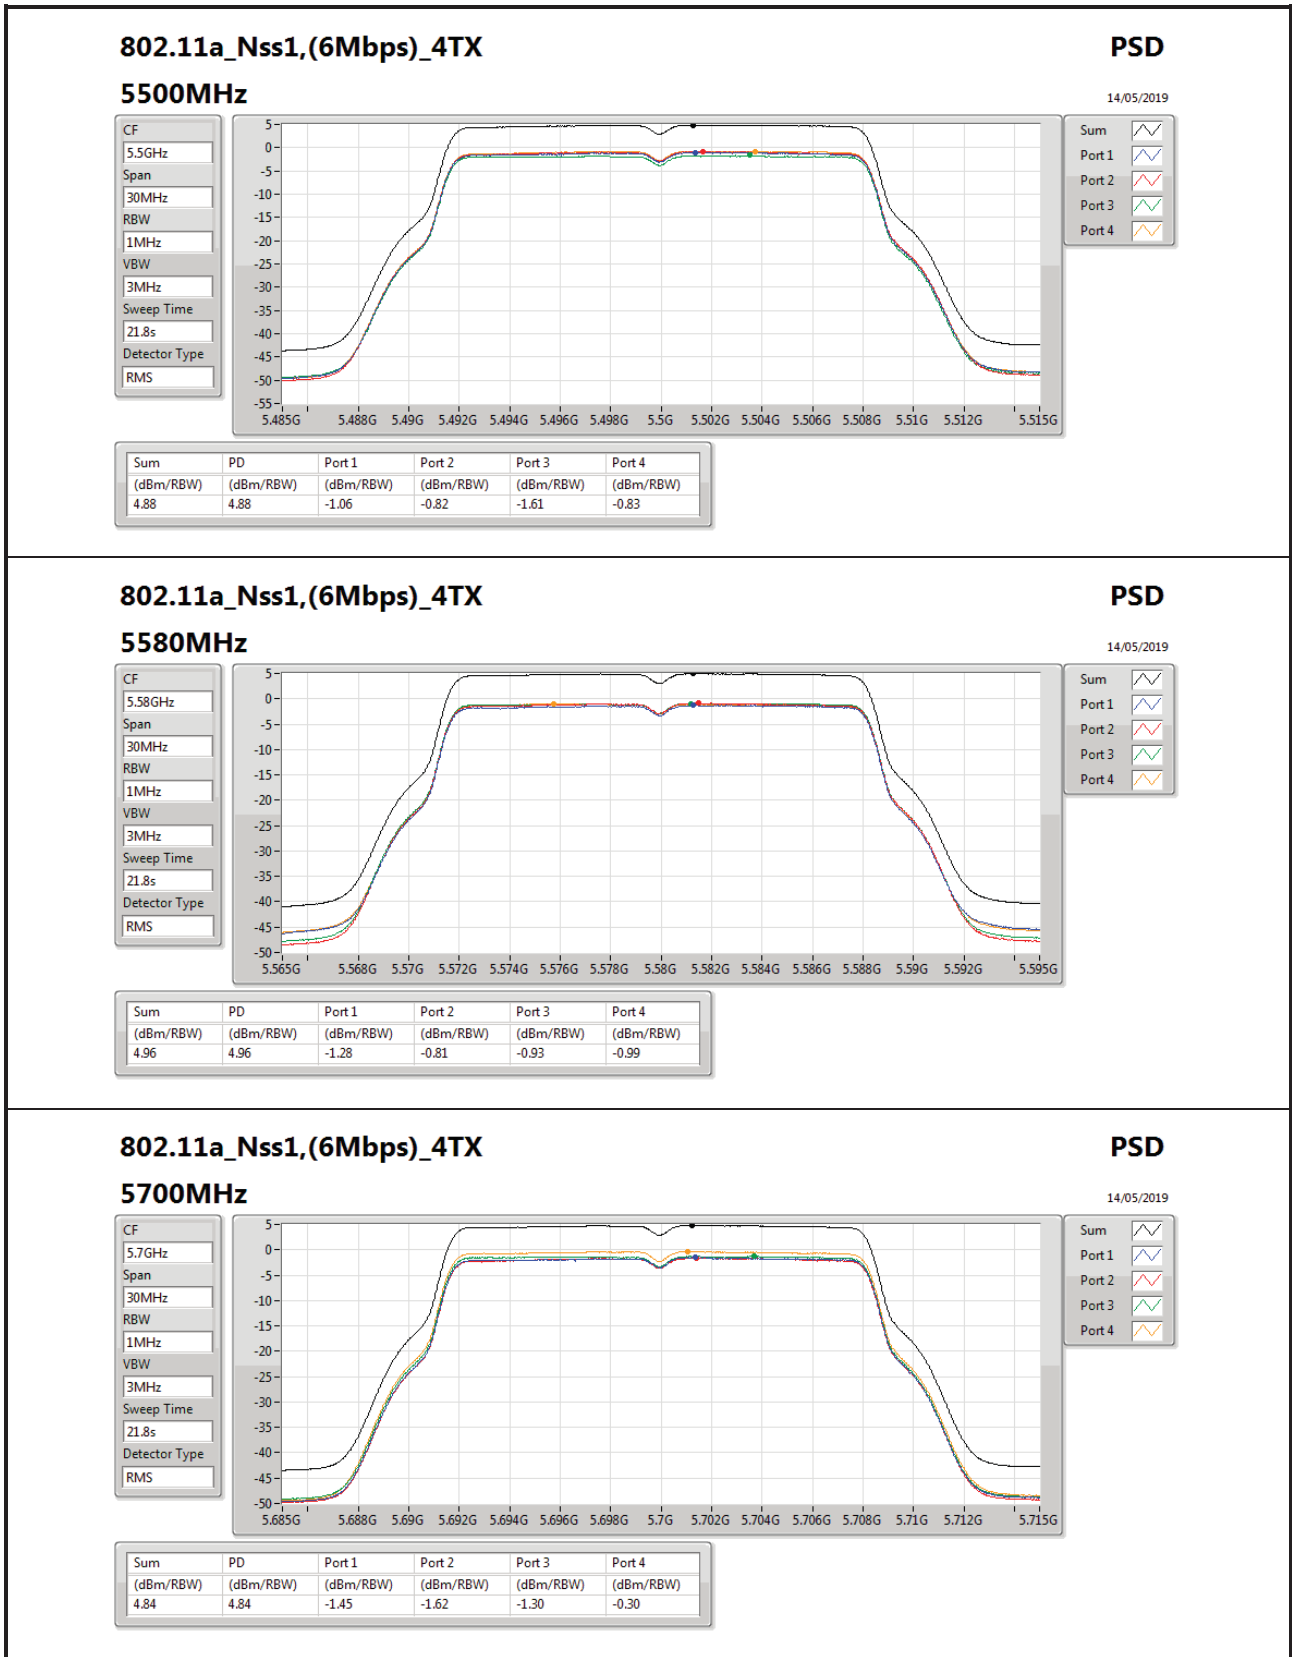 802.11a_Nss1,(6Mbps)_4TX PSD
5500MHz 14/05/2019
CF
5.5GHz
Span
30MHz
RBW
1MHz
VBW
3MHz
Sweep Time
21.8s
Detector Type
RMS
5
0
-5
-10
-15
-20
-25
-30
-35
-40
-45
-50
-55
5.485G 5.488G 5.49G 5.492G 5.494G 5.496G 5.498G 5.5G 5.502G 5.504G 5.506G 5.508G 5.51G 5.512G 5.515G
Sum
Port 1
Port 2
Port 3
Port 4
Sum PD Port 1 Port 2 Port 3 Port 4
(dBm/RBW) (dBm/RBW) (dBm/RBW) (dBm/RBW) (dBm/RBW) (dBm/RBW)
4.88 4.88 -1.06 -0.82 -1.61 -0.83
802.11a_Nss1,(6Mbps)_4TX PSD
5580MHz 14/05/2019
CF
5.58GHz
Span
30MHz
RBW
1MHz
VBW
3MHz
Sweep Time
21.8s
Detector Type
RMS
5
0
-5
-10
-15
-20
-25
-30
-35
-40
-45
-50
5.565G 5.568G 5.57G 5.572G 5.574G 5.576G 5.578G 5.58G 5.582G 5.584G 5.586G 5.588G 5.59G 5.592G 5.595G
Sum
Port 1
Port 2
Port 3
Port 4
Sum PD Port 1 Port 2 Port 3 Port 4
(dBm/RBW) (dBm/RBW) (dBm/RBW) (dBm/RBW) (dBm/RBW) (dBm/RBW)
4.96 4.96 -1.28 -0.81 -0.93 -0.99
802.11a_Nss1,(6Mbps)_4TX PSD
5700MHz 14/05/2019
CF
5.7GHz
Span
30MHz
RBW
1MHz
VBW
3MHz
Sweep Time
21.8s
Detector Type
RMS
5
0
-5
-10
-15
-20
-25
-30
-35
-40
-45
-50
5.685G 5.688G 5.69G 5.692G 5.694G 5.696G 5.698G 5.7G 5.702G 5.704G 5.706G 5.708G 5.71G 5.712G 5.715G
Sum
Port 1
Port 2
Port 3
Port 4
Sum PD Port 1 Port 2 Port 3 Port 4
(dBm/RBW) (dBm/RBW) (dBm/RBW) (dBm/RBW) (dBm/RBW) (dBm/RBW)
4.84 4.84 -1.45 -1.62 -1.30 -0.30